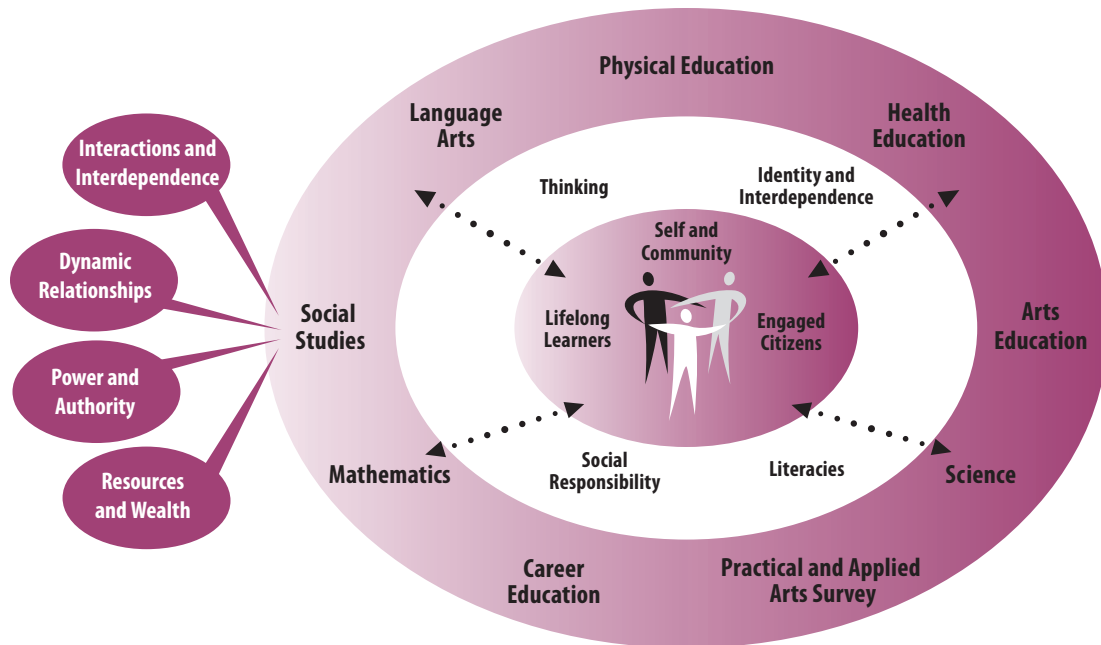 Physical Education
Language
Arts
Health
Education
Interactions and
Interdependence
Thinking
Identity and
Interdependence
Self and
Community
Dynamic
Relationships
Social
Studies
Lifelong
Learners
Engaged
Citizens
Arts
Education
Power and
Authority
Mathematics
Social
Responsibility
Literacies
Science
Resources
and Wealth
Career
Education
Practical and Applied
Arts Survey